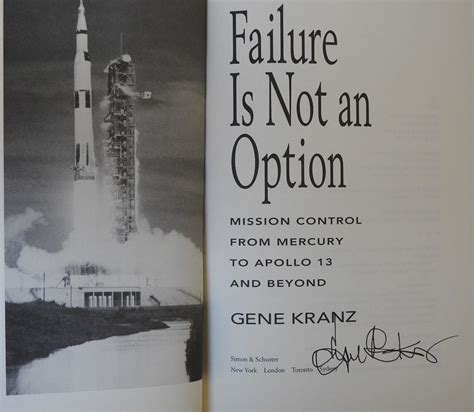 Failure
Is Not an
Option
MISSION CONTROL
FROM MERCURY
TO APOLLO 13
AND BEYOND
GENE KRANZ
Simon & Schuster
New York London Toronto Sydney